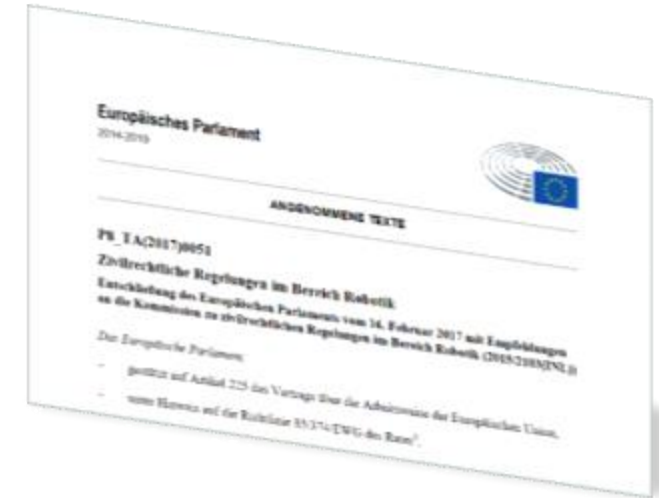 Europäisches Parlament
2014-2019
ANGENOMMENE TEXTE
P8_TA(2017)0051
Zivilrechtliche Regelungen im Bereich Robotik
Entschließung des Europäischen Parlaments vom 16. Februar 2017 mit Empfehlungen
an die Kommission zu zivilrechtlichen Regelungen im Bereich Robotik (2015/2103(INL))
Das Europäische Parlament,
– gestützt auf Artikel 225 des Vertrags über die Arbeitsweise der Europäischen Union,
– unter Hinweis auf die Richtlinie 85/374/EWG des Rates¹,